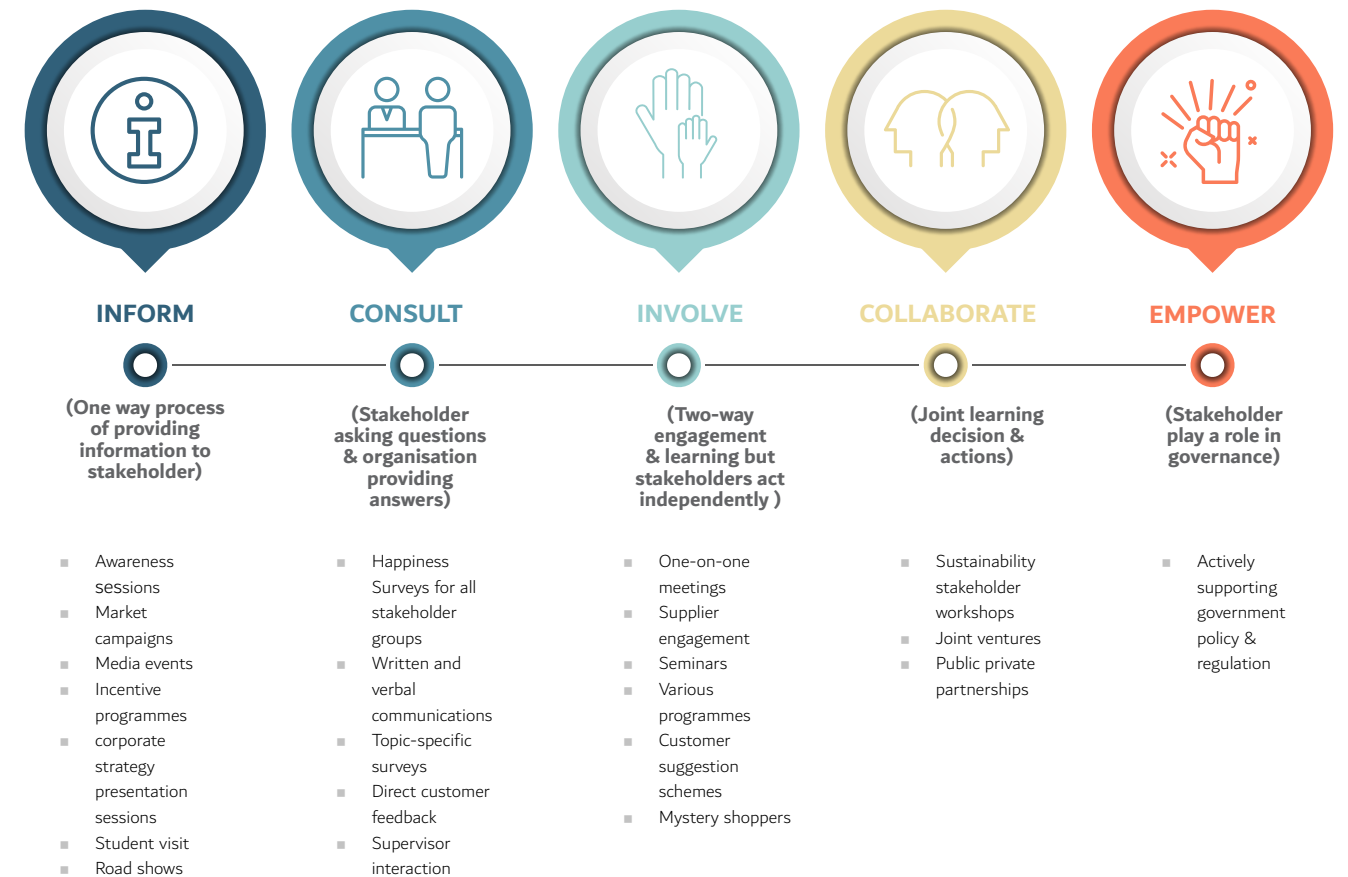 INFORM
(One way process
of providing
information to
stakeholder)
Awareness
sessions
Market
campaigns
Media events
Incentive
programmes
corporate
strategy
presentation
sessions
Student visit
Road shows
CONSULT
(Stakeholder
asking questions
& organisation
providing
answers)
Happiness
Surveys for all
stakeholder
groups
Written and
verbal
communications
Topic-specific
surveys
Direct customer
feedback
Supervisor
interaction
INVOLVE
(Two-way
engagement
& learning but
stakeholders act
independently )
One-on-one
meetings
Supplier
engagement
Seminars
Various
programmes
Customer
suggestion
schemes
Mystery shoppers
COLLABORATE
(Joint learning
decision &
actions)
Sustainability
stakeholder
workshops
Joint ventures
Public private
partnerships
EMPOWER
(Stakeholder
play a role in
governance)
Actively
supporting
government
policy &
regulation